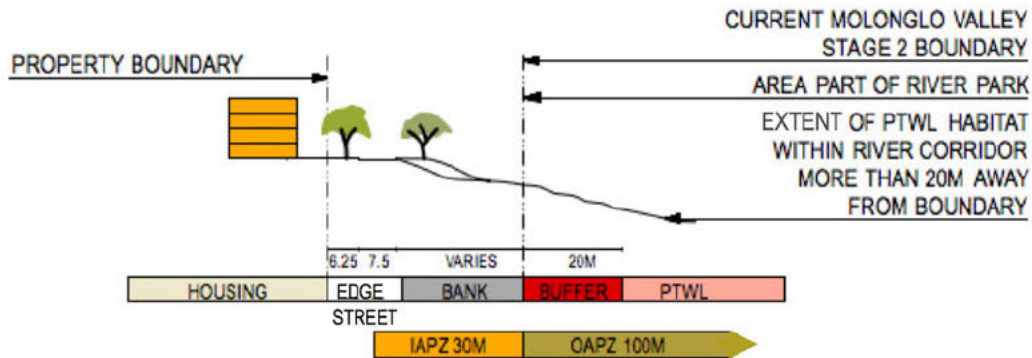 CURRENT MOLONGLO VALLEY
STAGE 2 BOUNDARY
PROPERTY BOUNDARY
AREA PART OF RIVER PARK
EXTENT OF PTWL HABITAT
WITHIN RIVER CORRIDOR
MORE THAN 20M AWAY
FROM BOUNDARY
6.25 7.5 VARIES 20M
HOUSING EDGE BANK BUFFER PTWL
STREET
IAPZ 30M OAPZ 100M